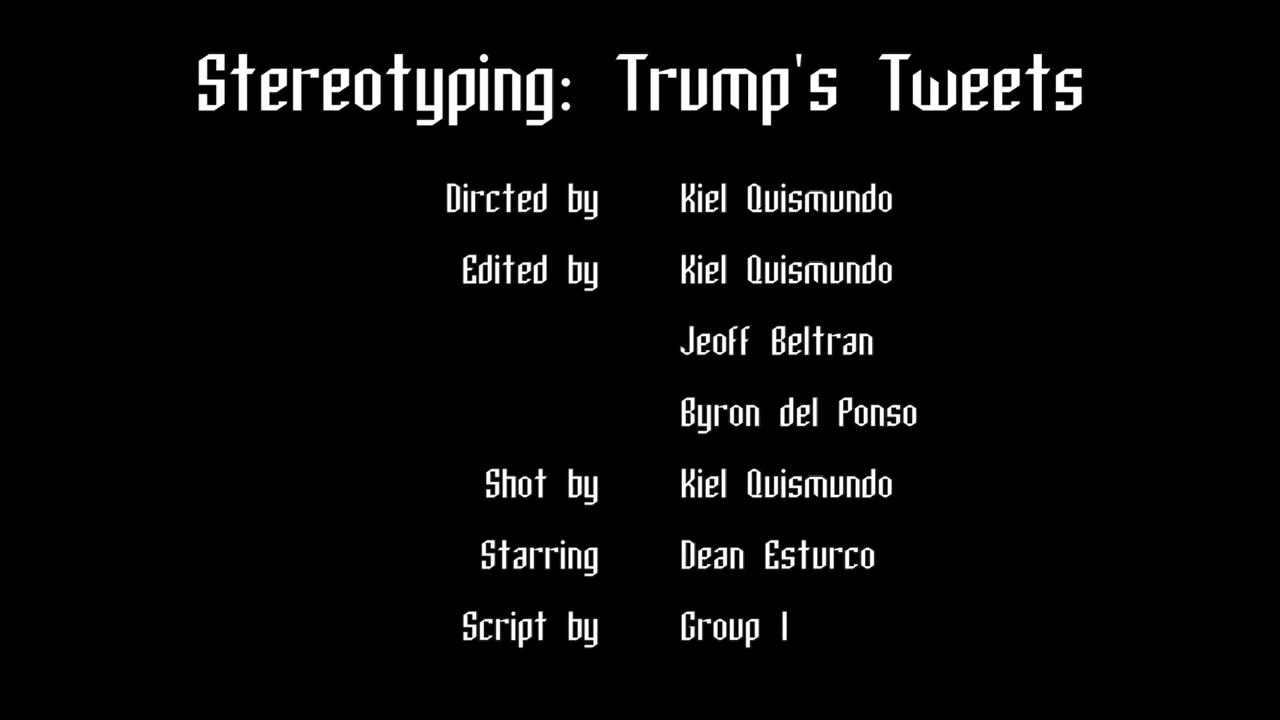 Stereotyping: Trump's Tweets
Dircted by Kiel Quismundo
Edited by Kiel Quismundo
Jeoff Beltran
Byron del Ponso
Shot by Kiel Quismundo
Starring Dean Esturco
Script by Group 1